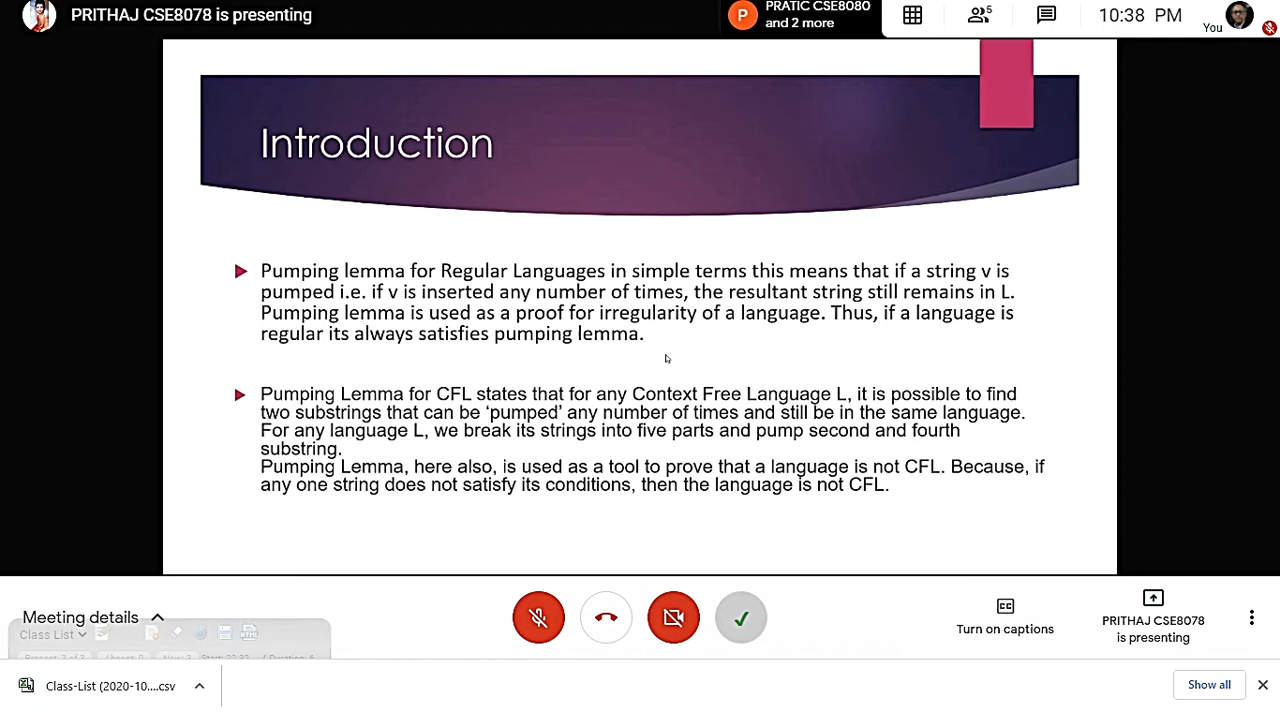 PRITHAJ CSE8078 is presenting
P
PRATIC CSE8080
and 2 more
5
10:38 PM
You
Introduction
Pumping lemma for Regular Languages in simple terms this means that if a string v is
pumped i.e. if v is inserted any number of times, the resultant string still remains in L.
Pumping lemma is used as a proof for irregularity of a language. Thus, if a language is
regular its always satisfies pumping lemma.
Pumping Lemma for CFL states that for any Context Free Language L, it is possible to find
two substrings that can be ‘pumped’ any number of times and still be in the same language.
For any language L, we break its strings into five parts and pump second and fourth
substring.
Pumping Lemma, here also, is used as a tool to prove that a language is not CFL. Because, if
any one string does not satisfy its conditions, then the language is not CFL.
Meeting details
Class List
CC
Turn on captions
PRITHAJ CSE8078
is presenting
Class-List (2020-10....csv
Show all